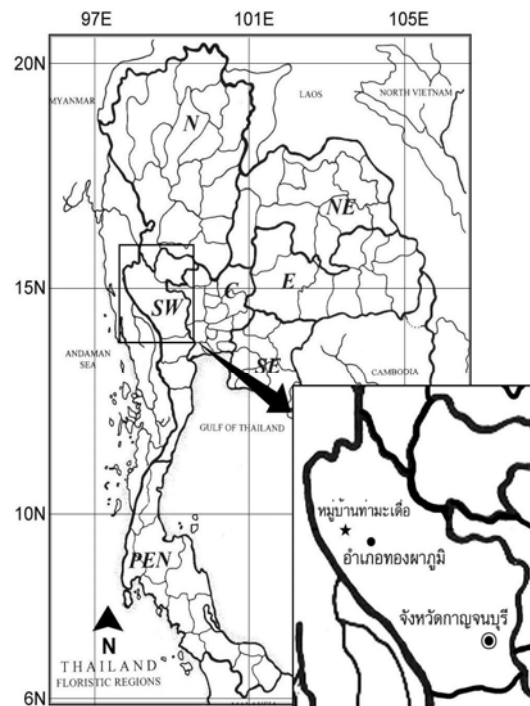 97E 101E 105E
20N
MYANMAR
LAOS
NORTH VIETNAM
N
NE
15N
SW
C
E
ANDAMAN
SEA
SE
CAMBODIA
GULF OF THAILAND
10N
หมู่บ้านท่ามะเดื่อ
อำเภอทองผาภูมิ
PEN
จังหวัดกาญจนบุรี
N
THAILAND
FLORISTIC REGIONS
6N